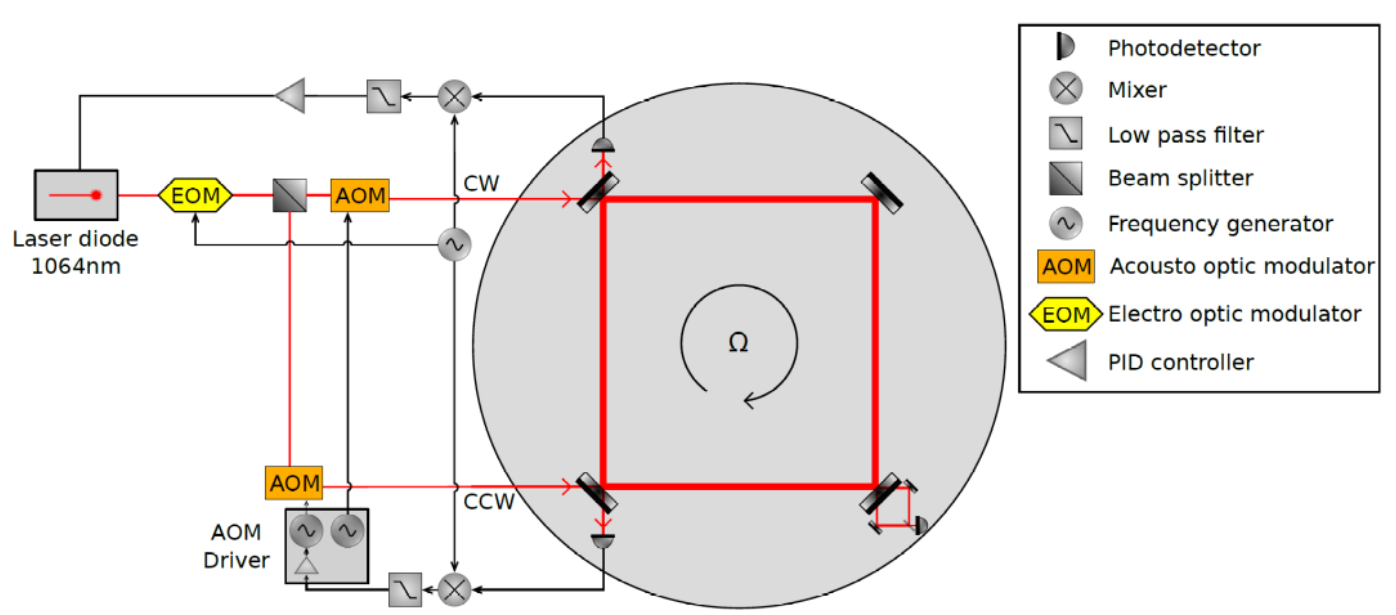 Photodetector
Mixer
Low pass filter
Beam splitter
Frequency generator
AOM Acousto optic modulator
EOM Electro optic modulator
PID controller
EOM
AOM
CW
Laser diode
1064nm
Ω
AOM
CCW
AOM
Driver